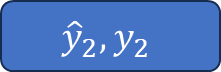 ŷ₂, y₂